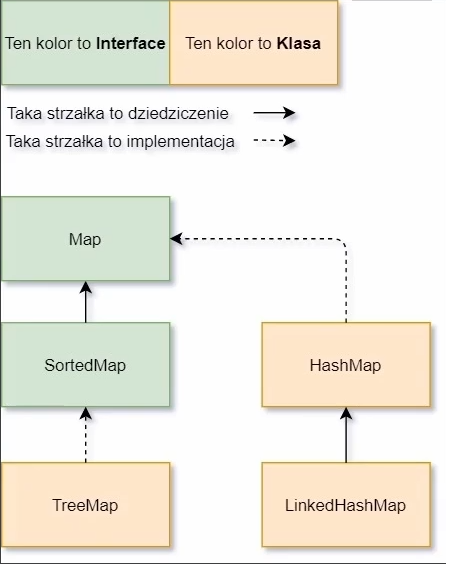 Ten kolor to Interface
Ten kolor to Klasa
Taka strzałka to dziedziczenie
Taka strzałka to implementacja
Map
SortedMap
HashMap
TreeMap
LinkedHashMap